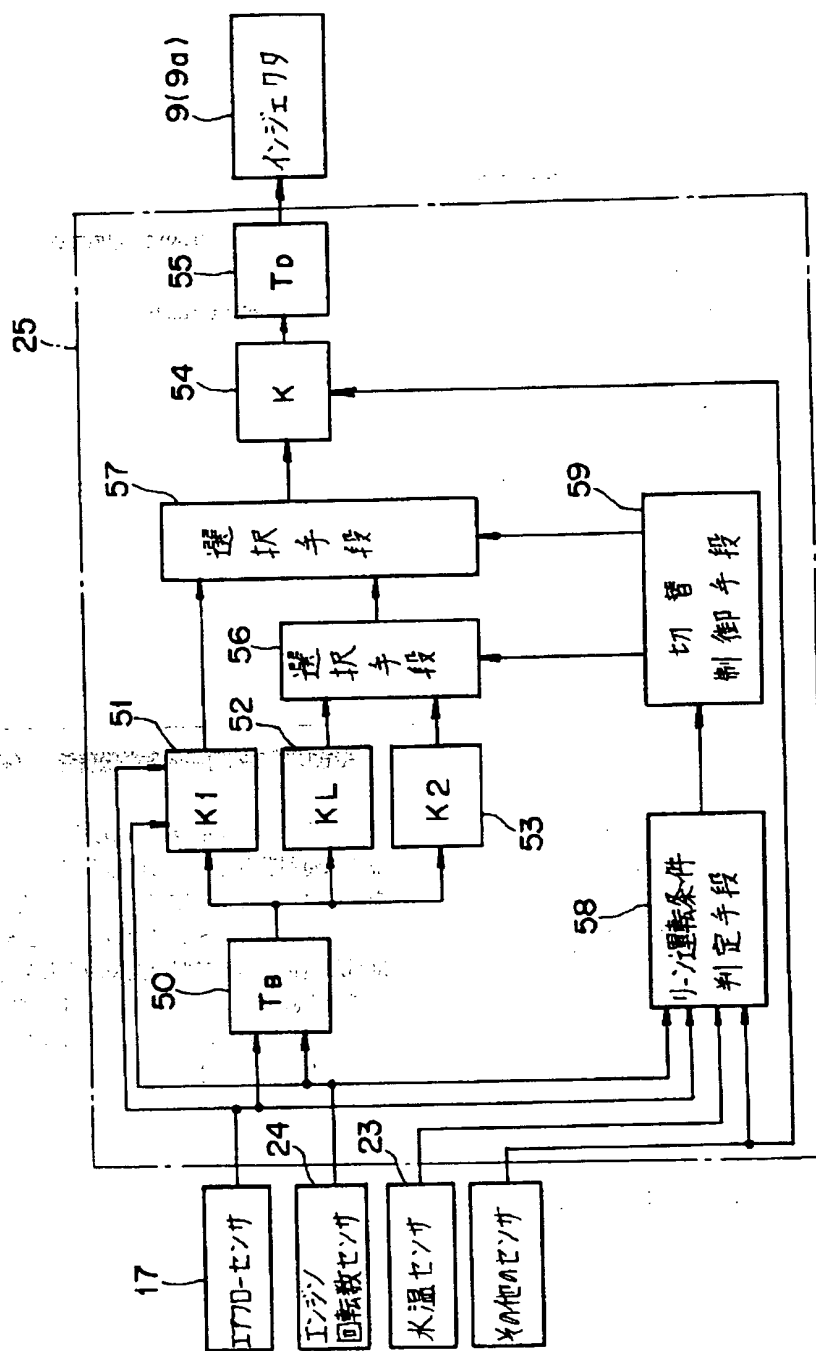 25
17
エアフローセンサ
24
エンジン
回転数センサ
23
水温センサ
その他のセンサ
50
TB
51
K1
52
KL
53
K2
56
選択手段
57
選択手段
54
K
55
TD
9(9a)
インジェクタ
58
リーン運転条件
判定手段
59
切替
制御手段